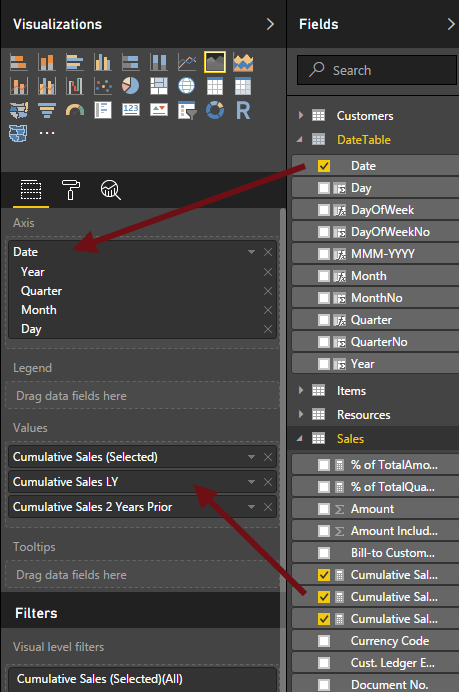 Visualizations
123
R
Axis
Date
Year
Quarter
Month
Day
Legend
Drag data fields here
Values
Cumulative Sales (Selected)
Cumulative Sales LY
Cumulative Sales 2 Years Prior
Tooltips
Drag data fields here
Filters
Visual level filters
Cumulative Sales (Selected)(All)
Fields
Search
Customers
DateTable
Date
Day
DayOfWeek
DayOfWeekNo
MMM-YYYY
Month
MonthNo
Quarter
QuarterNo
Year
Items
Resources
Sales
% of TotalAmo...
% of TotalQua...
Amount
Amount Includ...
Bill-to Custom...
Cumulative Sal...
Cumulative Sal...
Cumulative Sal...
Currency Code
Cust. Ledger E...
Document No.